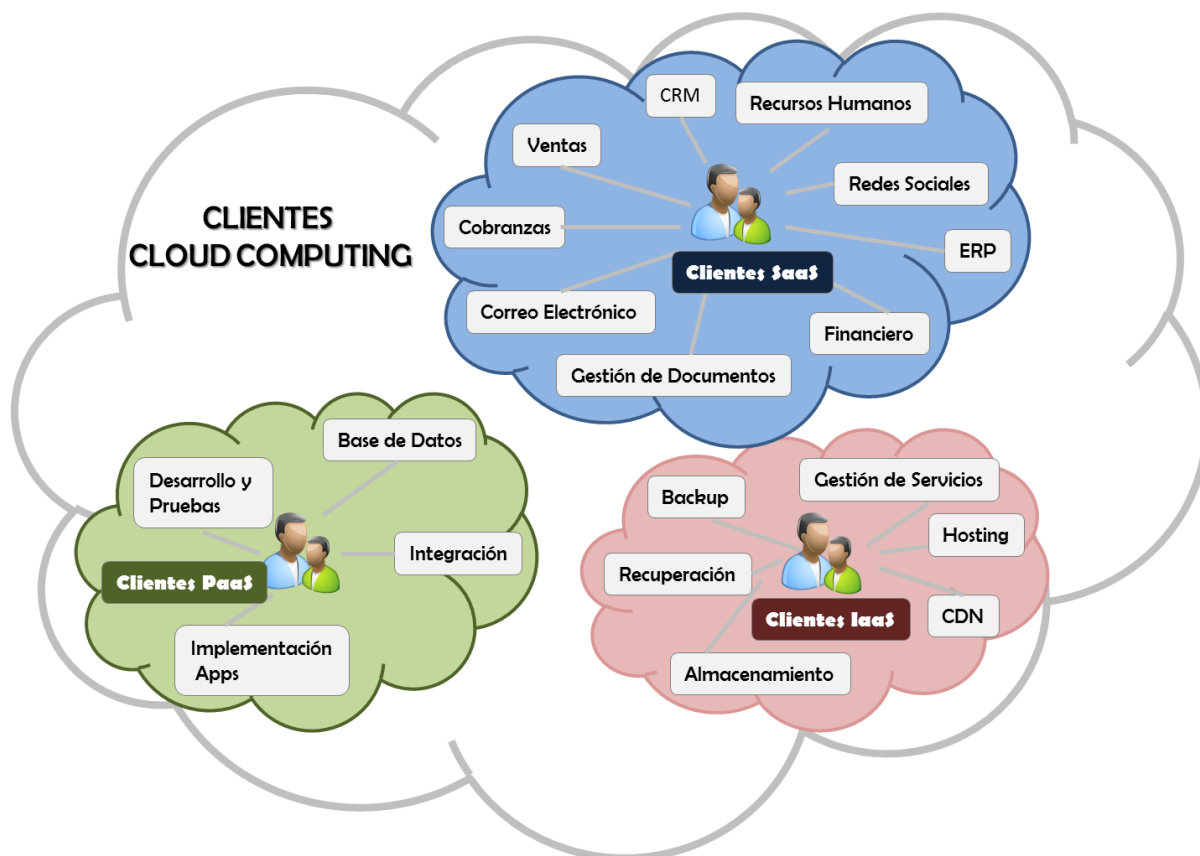 CLIENTES
CLOUD COMPUTING
CRM
Recursos Humanos
Ventas
Redes Sociales
Cobranzas
ERP
Clientes SaaS
Correo Electrónico
Financiero
Gestión de Documentos
Base de Datos
Desarrollo y
Pruebas
Integración
Clientes PaaS
Implementación
Apps
Gestión de Servicios
Backup
Hosting
Recuperación
Clientes IaaS
CDN
Almacenamiento